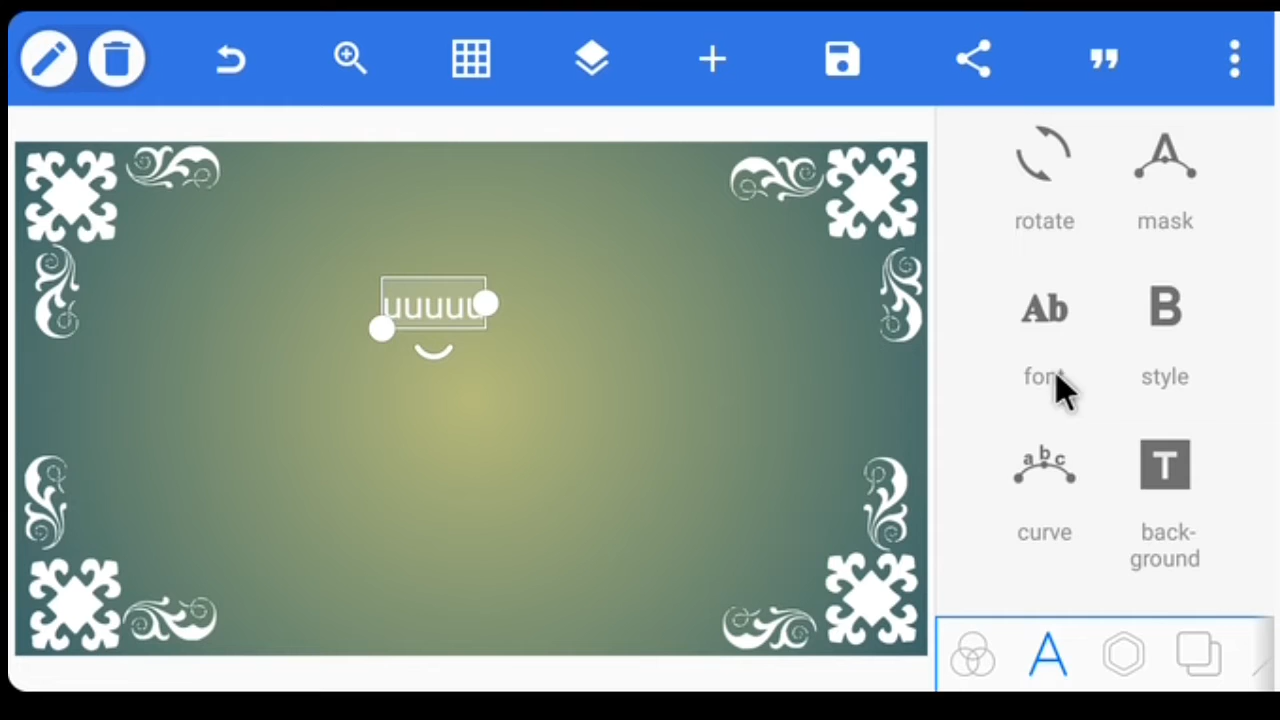 rotate
mask
Ab
B
font
style
abc
T
curve
back-
ground
A
uuuuu